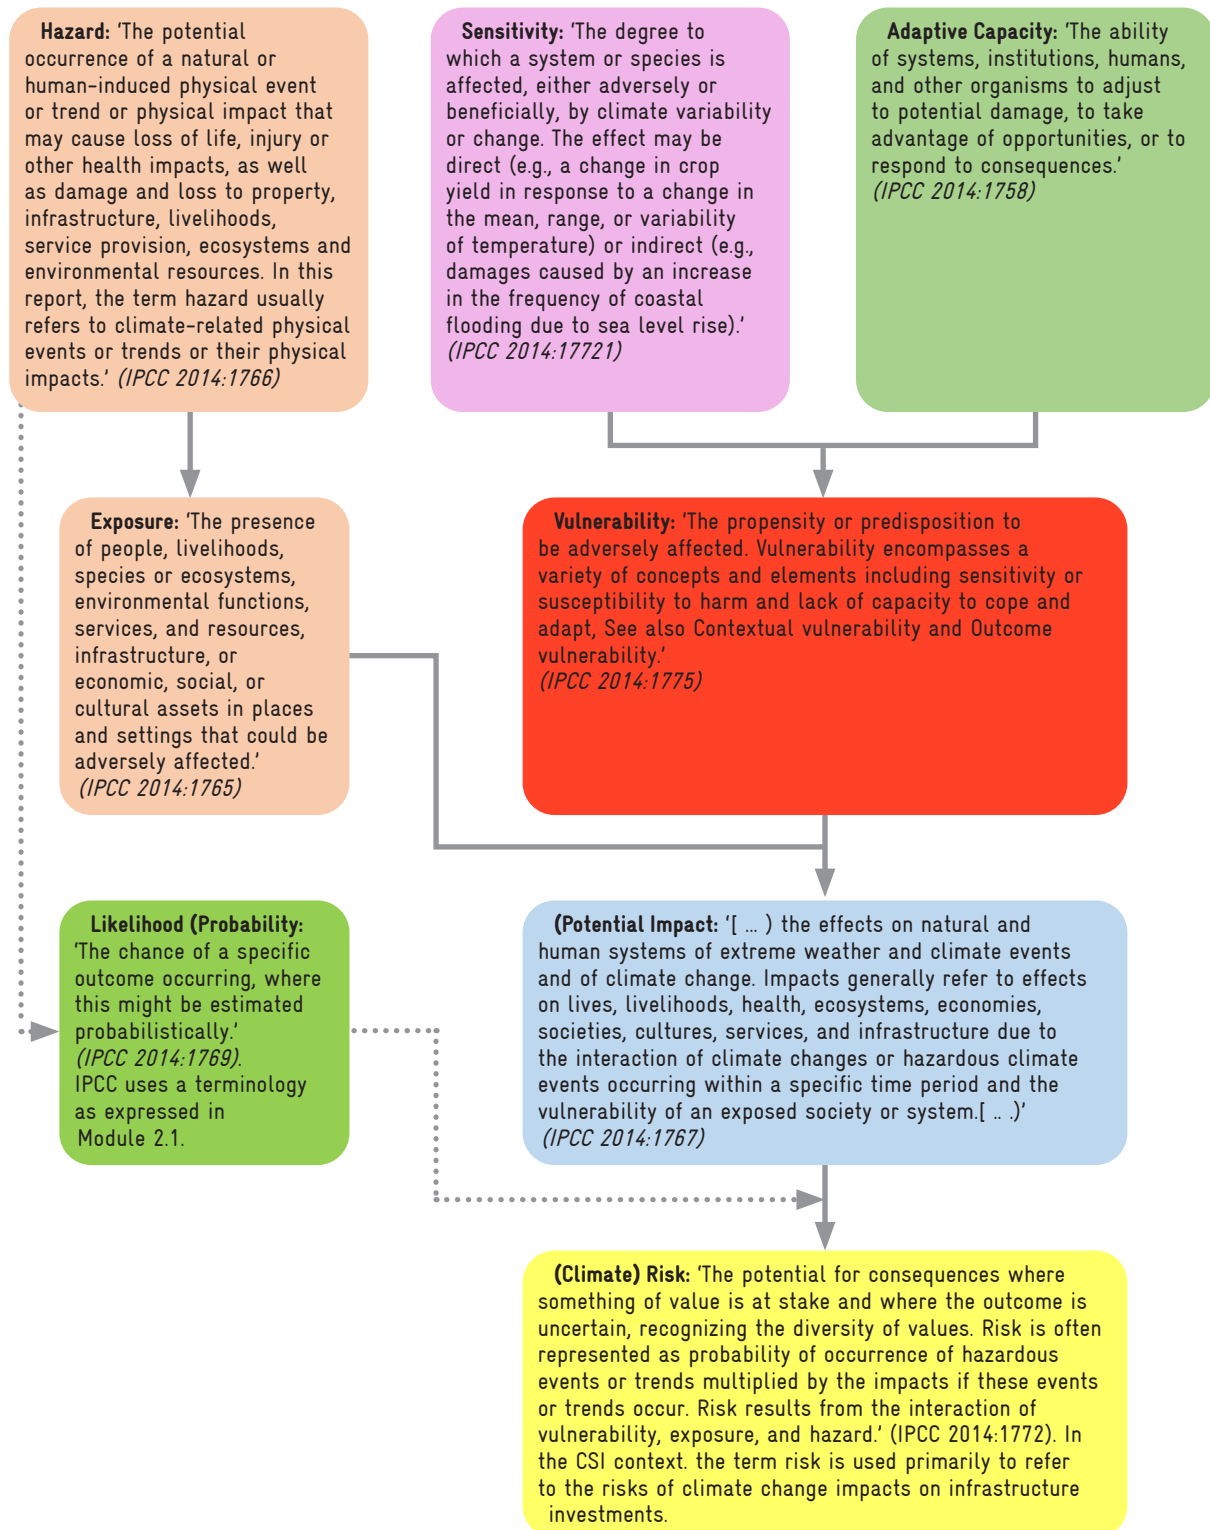 Hazard: 'The potential
occurrence of a natural or
human-induced physical event
or trend or physical impact that
may cause loss of life, injury or
other health impacts, as well
as damage and loss to property,
infrastructure, livelihoods,
service provision, ecosystems and
environmental resources. In this
report, the term hazard usually
refers to climate-related physical
events or trends or their physical
impacts.' (IPCC 2014:1766)
Sensitivity: 'The degree to
which a system or species is
affected, either adversely or
beneficially, by climate variability
or change. The effect may be
direct (e.g., a change in crop
yield in response to a change in
the mean, range, or variability
of temperature) or indirect (e.g.,
damages caused by an increase
in the frequency of coastal
flooding due to sea level rise).'
(IPCC 2014:17721)
Adaptive Capacity: 'The ability
of systems, institutions, humans,
and other organisms to adjust
to potential damage, to take
advantage of opportunities, or to
respond to consequences.'
(IPCC 2014:1758)
Exposure: 'The presence
of people, livelihoods,
species or ecosystems,
environmental functions,
services, and resources,
infrastructure, or
economic, social, or
cultural assets in places
and settings that could be
adversely affected.'
(IPCC 2014:1765)
Vulnerability: 'The propensity or predisposition to
be adversely affected. Vulnerability encompasses a
variety of concepts and elements including sensitivity or
susceptibility to harm and lack of capacity to cope and
adapt, See also Contextual vulnerability and Outcome
vulnerability.'
(IPCC 2014:1775)
Likelihood (Probability:
'The chance of a specific
outcome occurring, where
this might be estimated
probabilistically.'
(IPCC 2014:1769).
IPCC uses a terminology
as expressed in
Module 2.1.
(Potential Impact: '[ ... ) the effects on natural and
human systems of extreme weather and climate events
and of climate change. Impacts generally refer to effects
on lives, livelihoods, health, ecosystems, economies,
societies, cultures, services, and infrastructure due to
the interaction of climate changes or hazardous climate
events occurring within a specific time period and the
vulnerability of an exposed society or system.[ .. .)'
(IPCC 2014:1767)
(Climate) Risk: 'The potential for consequences where
something of value is at stake and where the outcome is
uncertain, recognizing the diversity of values. Risk is often
represented as probability of occurrence of hazardous
events or trends multiplied by the impacts if these events
or trends occur. Risk results from the interaction of
vulnerability, exposure, and hazard.' (IPCC 2014:1772). In
the CSI context. the term risk is used primarily to refer
to the risks of climate change impacts on infrastructure
investments.